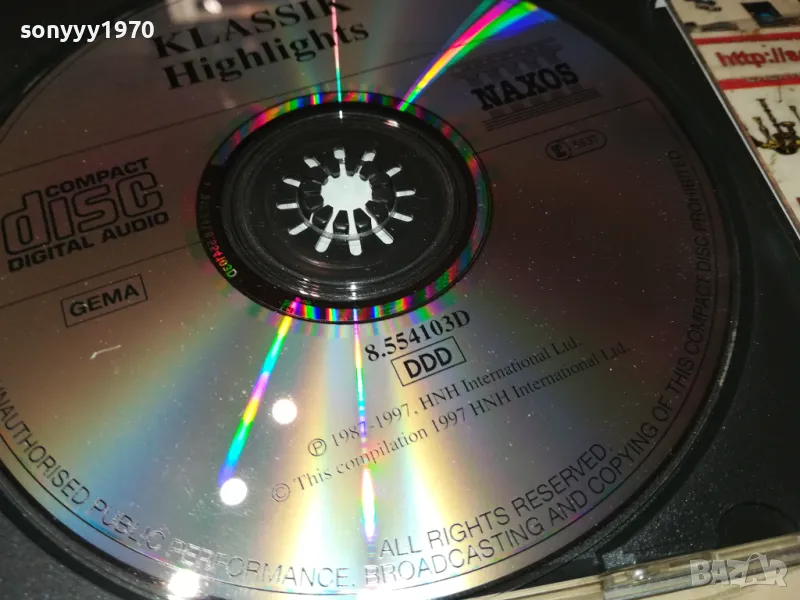 sonyyy1970
KLASSIK
Highlights
NAXOS
COMPACT
disc
DIGITAL AUDIO
GEMA
8.554103D
DDD
℗ 1987-1997, HNH International Ltd.
© This compilation 1997 HNH International Ltd.
ALL RIGHTS RESERVED.
UNAUTHORISED PUBLIC PERFORMANCE, BROADCASTING AND COPYING OF THIS COMPACT DISC PROHIBITED
BAZAR